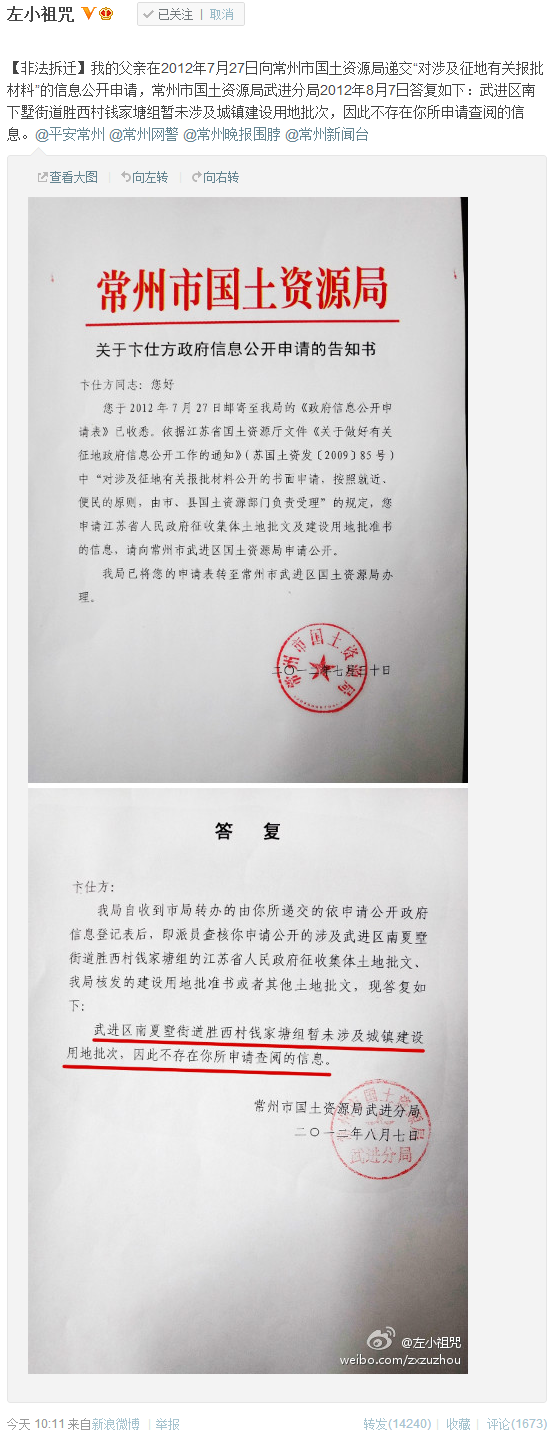 左小祖咒
已关注 | 取消
【非法拆迁】我的父亲在2012年7月27日向常州市国土资源局递交“对涉及征地有关报批
材料”的信息公开申请，常州市国土资源局武进分局2012年8月7日答复如下：武进区南
下墅街道胜西村钱家塘组暂未涉及城镇建设用地批次，因此不存在你所申请查阅的信
息。@平安常州 @常州网警 @常州晚报围脖 @常州新闻台
查看大图 | 向左转 | 向右转
常州市国土资源局
关于卞仕方政府信息公开申请的告知书
卞仕方同志：您好
您于2012年7月27日邮寄至我局的《政府信息公开申
请表》已收悉。依据江苏省国土资源厅文件《关于做好有关
征地政府信息公开工作的通知》（苏国土资发〔2009〕85号）
中“对涉及征地有关报批材料公开的书面申请，按照就近、
便民的原则，由市、县国土资源部门负责受理”的规定，您
申请江苏省人民政府征收集体土地批文及建设用地批准书
的信息，请向常州市武进区国土资源局申请公开。
我局已将您的申请表转至常州市武进区国土资源局办
理。
常州市国土资源局
二〇一二年七月三十日
答 复
卞仕方：
我局自收到市局转办的由你所递交的依申请公开政府
信息登记表后，即派员查核你申请公开的涉及武进区南夏墅
街道胜西村钱家塘组的江苏省人民政府征收集体土地批文、
我局核发的建设用地批准书或者其他土地批文，现答复如
下：
武进区南夏墅街道胜西村钱家塘组暂未涉及城镇建设
用地批次，因此不存在你所申请查阅的信息。
常州市国土资源局武进分局
二〇一二年八月七日
常州市国土资源局
武进分局
@左小祖咒
weibo.com/zxzuzhou
今天 10:11 来自新浪微博 | 举报
转发(14240) | 收藏 | 评论(1673)